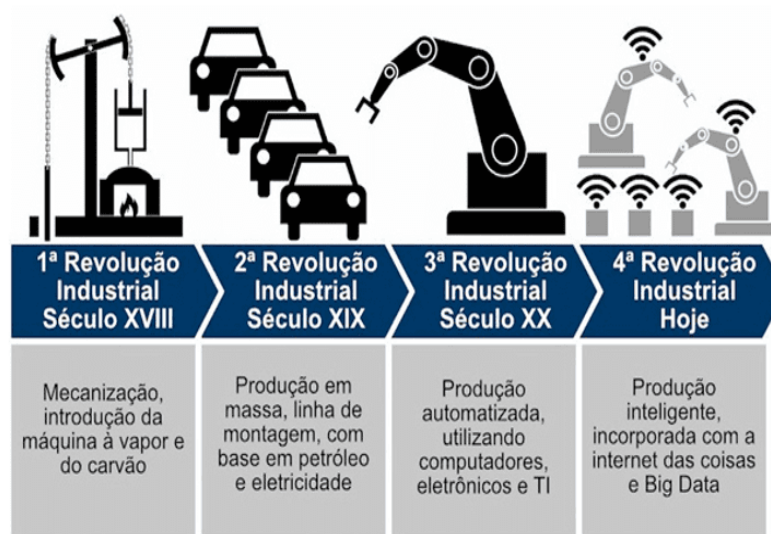 1ª Revolução
Industrial
Século XVIII
2ª Revolução
Industrial
Século XIX
3ª Revolução
Industrial
Século XX
4ª Revolução
Industrial
Hoje
Mecanização,
introdução da
máquina à vapor e
do carvão
Produção em
massa, linha de
montagem, com
base em petróleo
e eletricidade
Produção
automatizada,
utilizando
computadores,
eletrônicos e TI
Produção
inteligente,
incorporada com a
internet das coisas
e Big Data